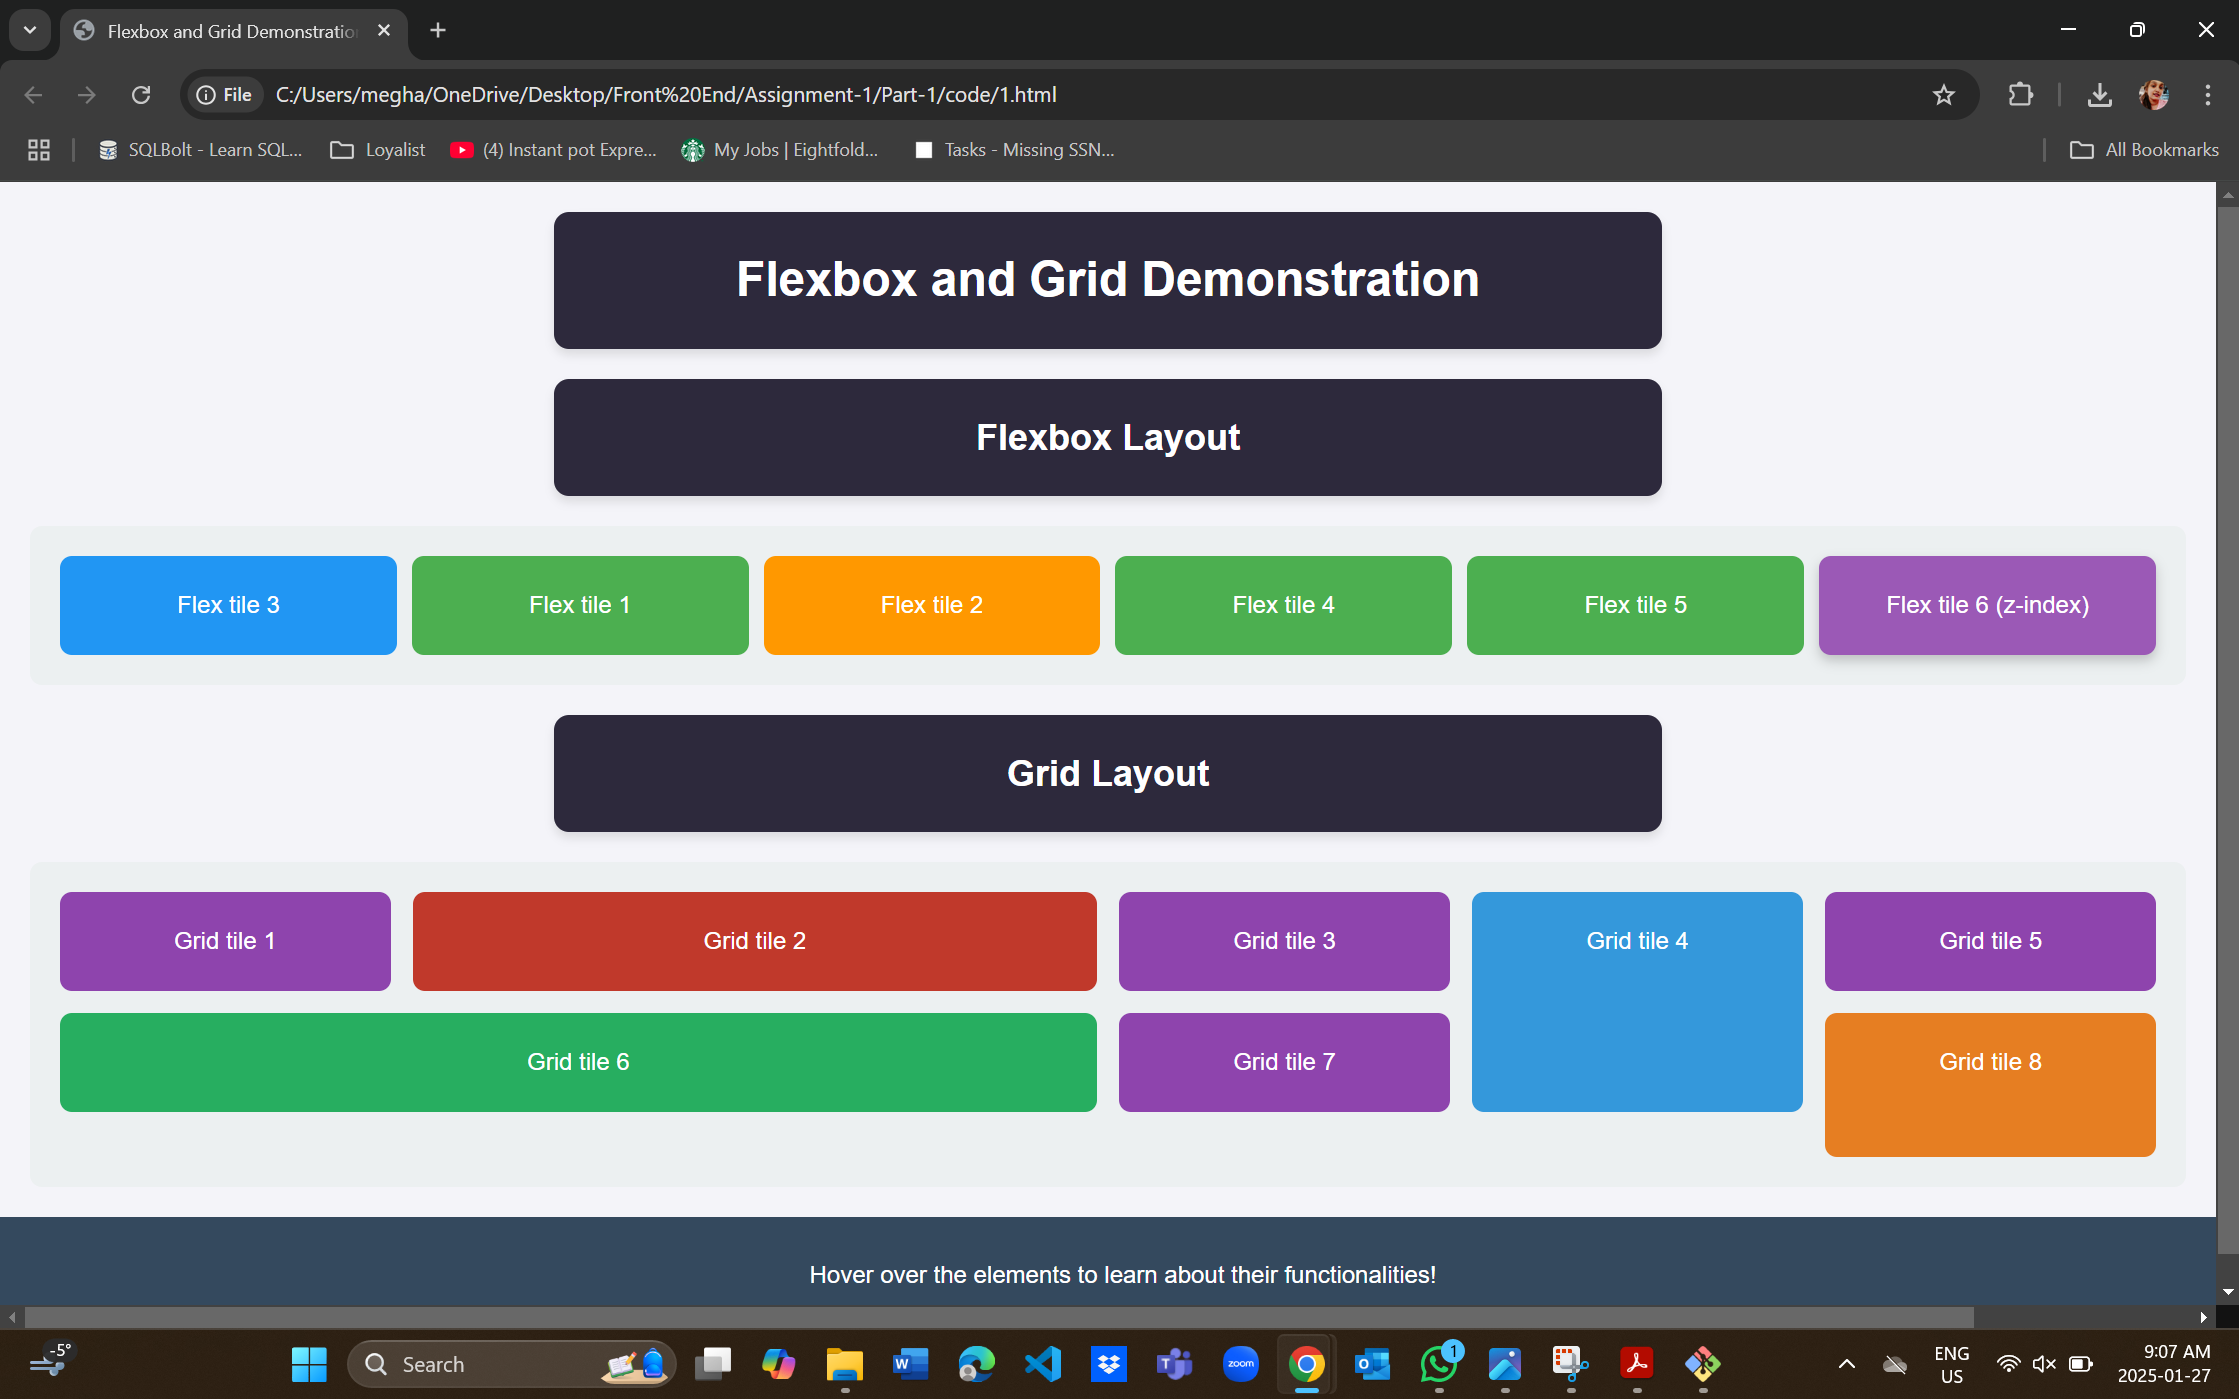 Flexbox and Grid Demonstration
File
C:/Users/megha/OneDrive/Desktop/Front%20End/Assignment-1/Part-1/code/1.html
SQLBolt - Learn SQL...
Loyalist
(4) Instant pot Expre...
My Jobs | Eightfold...
Tasks - Missing SSN...
All Bookmarks
Flexbox and Grid Demonstration
Flexbox Layout
Flex tile 3
Flex tile 1
Flex tile 2
Flex tile 4
Flex tile 5
Flex tile 6 (z-index)
Grid Layout
Grid tile 1
Grid tile 2
Grid tile 3
Grid tile 4
Grid tile 5
Grid tile 6
Grid tile 7
Grid tile 8
Hover over the elements to learn about their functionalities!
-5°
Search
W
T
zoom
O
1
ENG
US
9:07 AM
2025-01-27